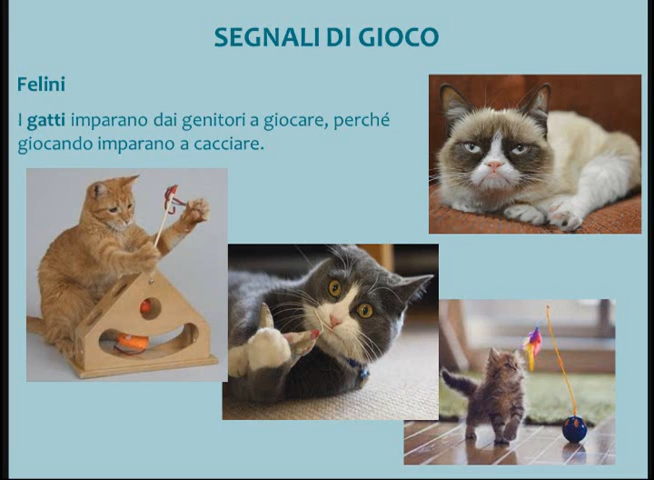 SEGNALI DI GIOCO
Felini
I gatti imparano dai genitori a giocare, perché
giocando imparano a cacciare.